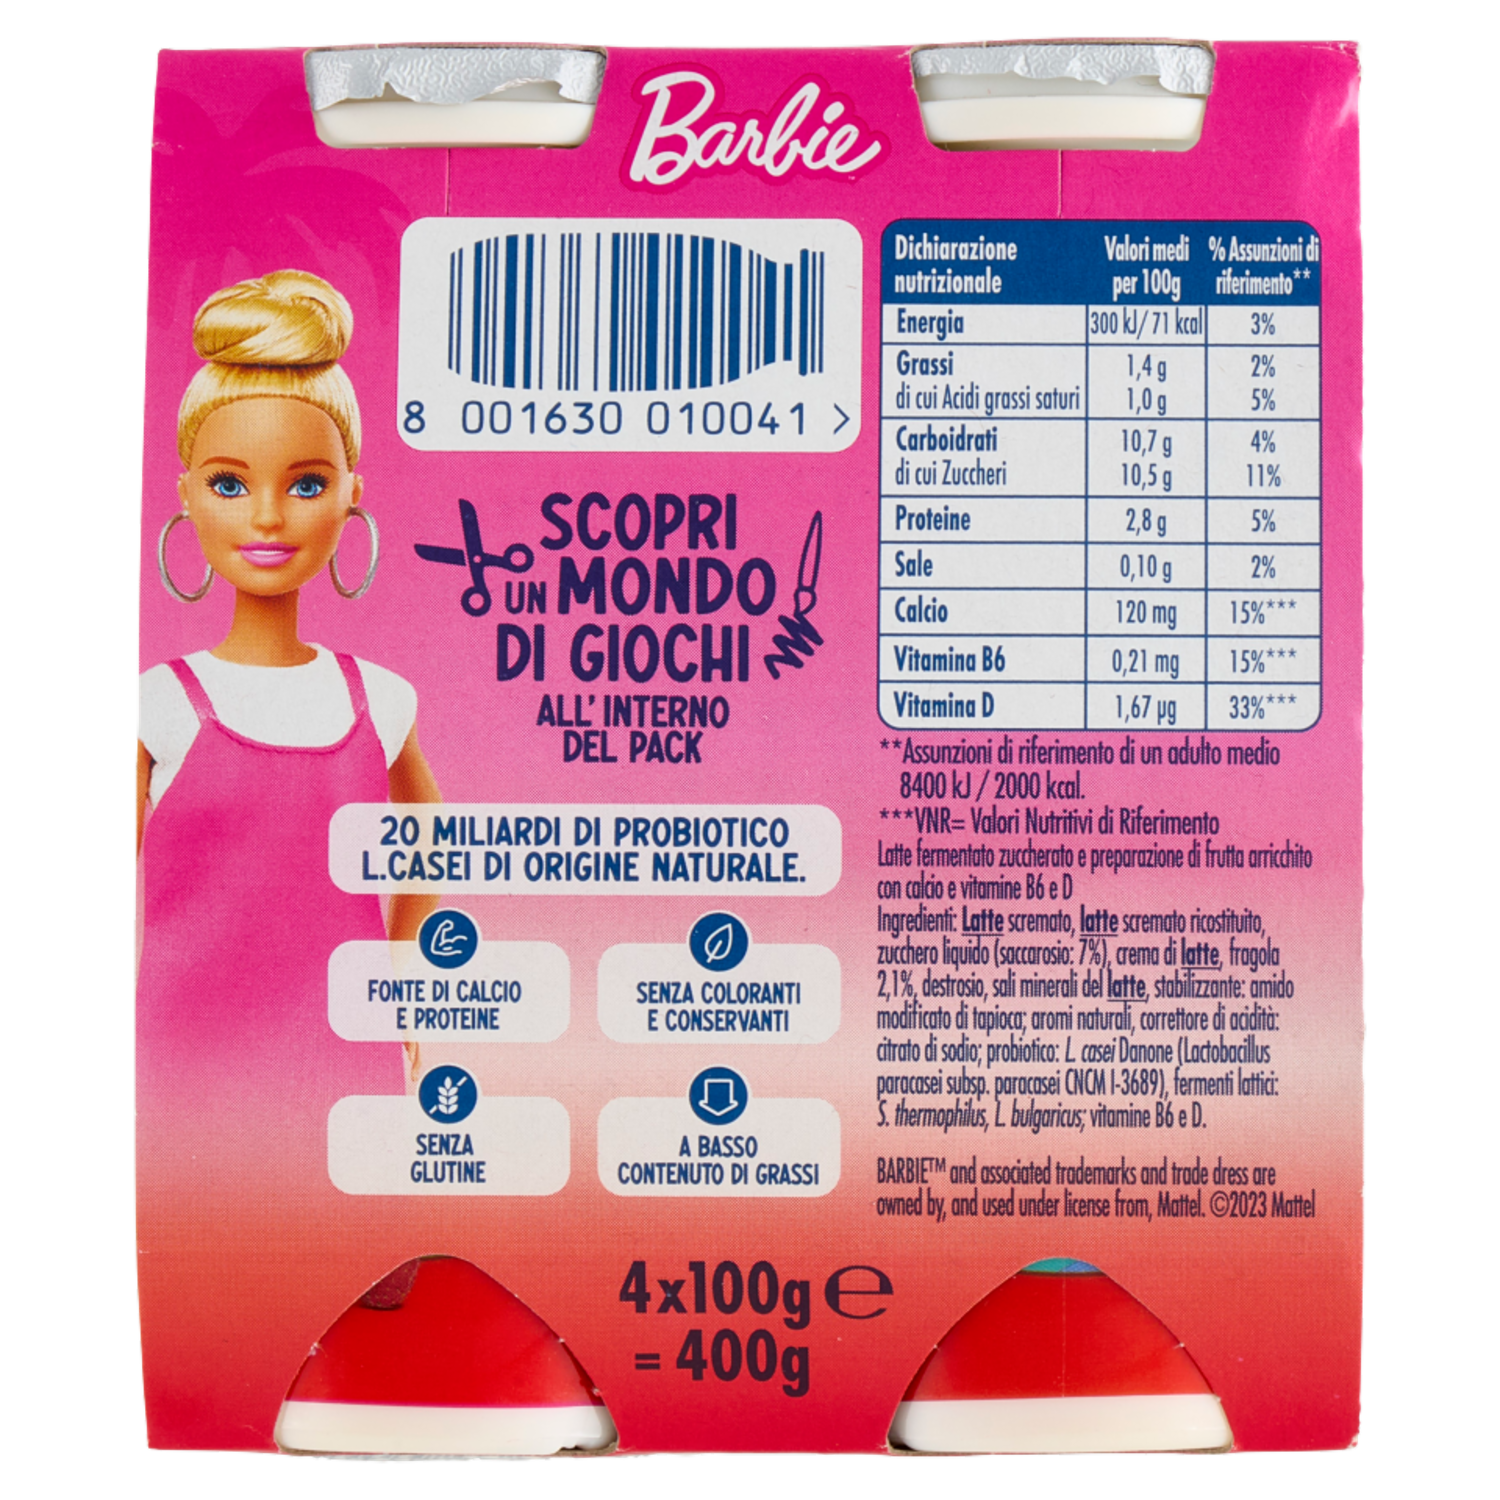 Barbie
8 001630 010041 >
SCOPRI
UN MONDO
DI GIOCHI
ALL' INTERNO
DEL PACK
20 MILIARDI DI PROBIOTICO
L.CASEI DI ORIGINE NATURALE.
FONTE DI CALCIO
E PROTEINE
SENZA COLORANTI
E CONSERVANTI
SENZA
GLUTINE
A BASSO
CONTENUTO DI GRASSI
Dichiarazione nutrizionale Valori medi per 100g % Assunzioni di riferimento**
Energia 300 kJ/ 71 kcal 3%
Grassi 1,4 g 2%
di cui Acidi grassi saturi 1,0 g 5%
Carboidrati 10,7 g 4%
di cui Zuccheri 10,5 g 11%
Proteine 2,8 g 5%
Sale 0,10 g 2%
Calcio 120 mg 15%***
Vitamina B6 0,21 mg 15%***
Vitamina D 1,67 µg 33%***
**Assunzioni di riferimento di un adulto medio
8400 kJ / 2000 kcal.
***VNR= Valori Nutritivi di Riferimento
Latte fermentato zuccherato e preparazione di frutta arricchito
con calcio e vitamine B6 e D
Ingredienti: Latte scremato, latte scremato ricostituito,
zucchero liquido (saccarosio: 7%), crema di latte, fragola
2,1%, destrosio, sali minerali del latte, stabilizzante: amido
modificato di tapioca; aromi naturali, correttore di acidità:
citrato di sodio; probiotico: L. casei Danone (Lactobacillus
paracasei subsp. paracasei CNCM I-3689), fermenti lattici:
S. thermophilus, L. bulgaricus; vitamine B6 e D.
BARBIE™ and associated trademarks and trade dress are
owned by, and used under license from, Mattel. ©2023 Mattel
4x100g e
= 400g